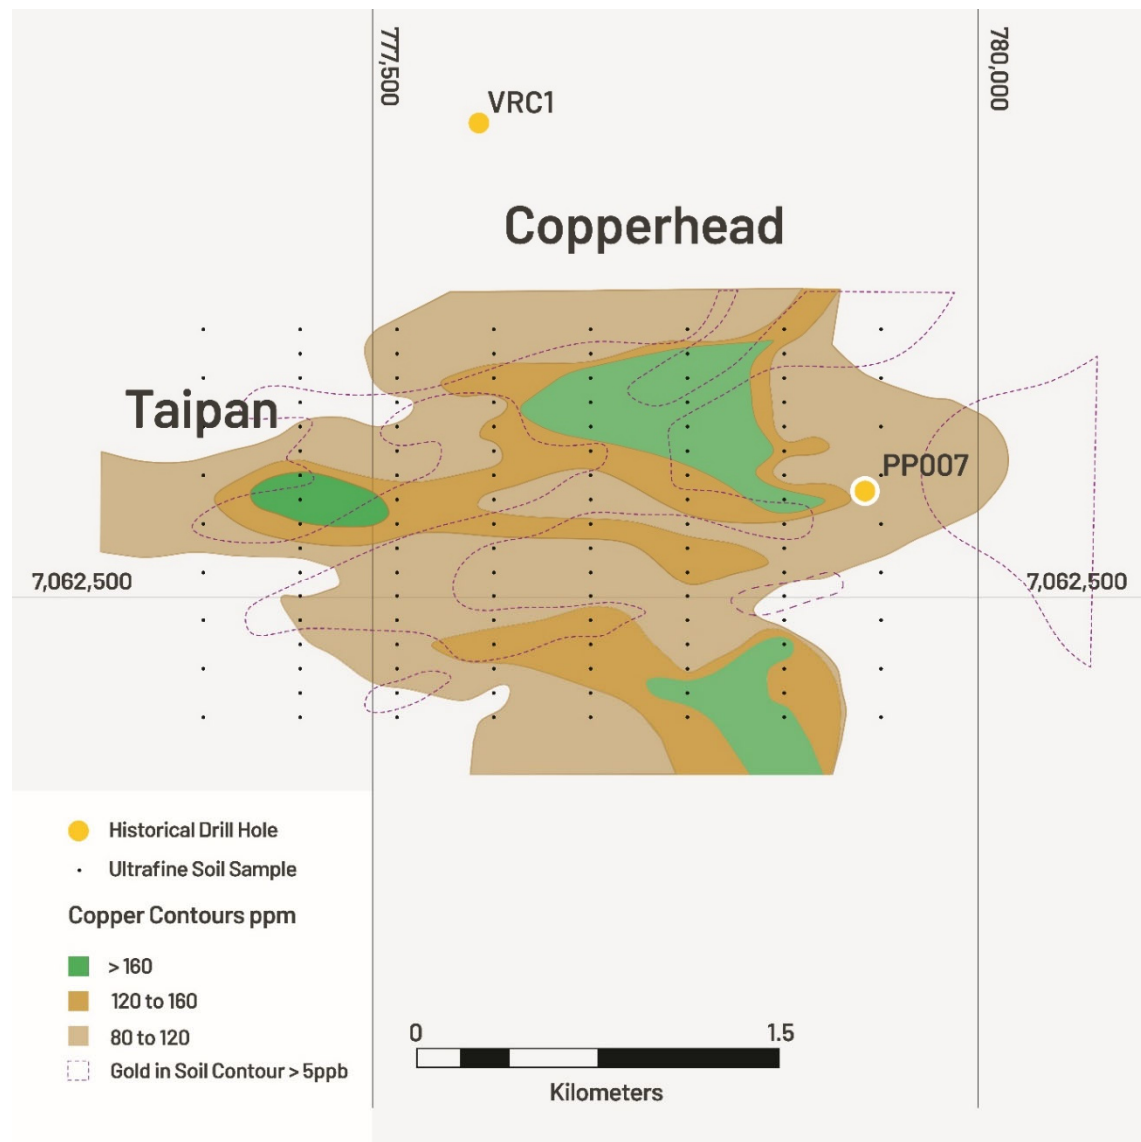 777,500
780,000
VRC1
Copperhead
Taipan
PP007
7,062,500
7,062,500
Historical Drill Hole
Ultrafine Soil Sample
Copper Contours ppm
> 160
120 to 160
80 to 120
Gold in Soil Contour > 5ppb
0
1.5
Kilometers